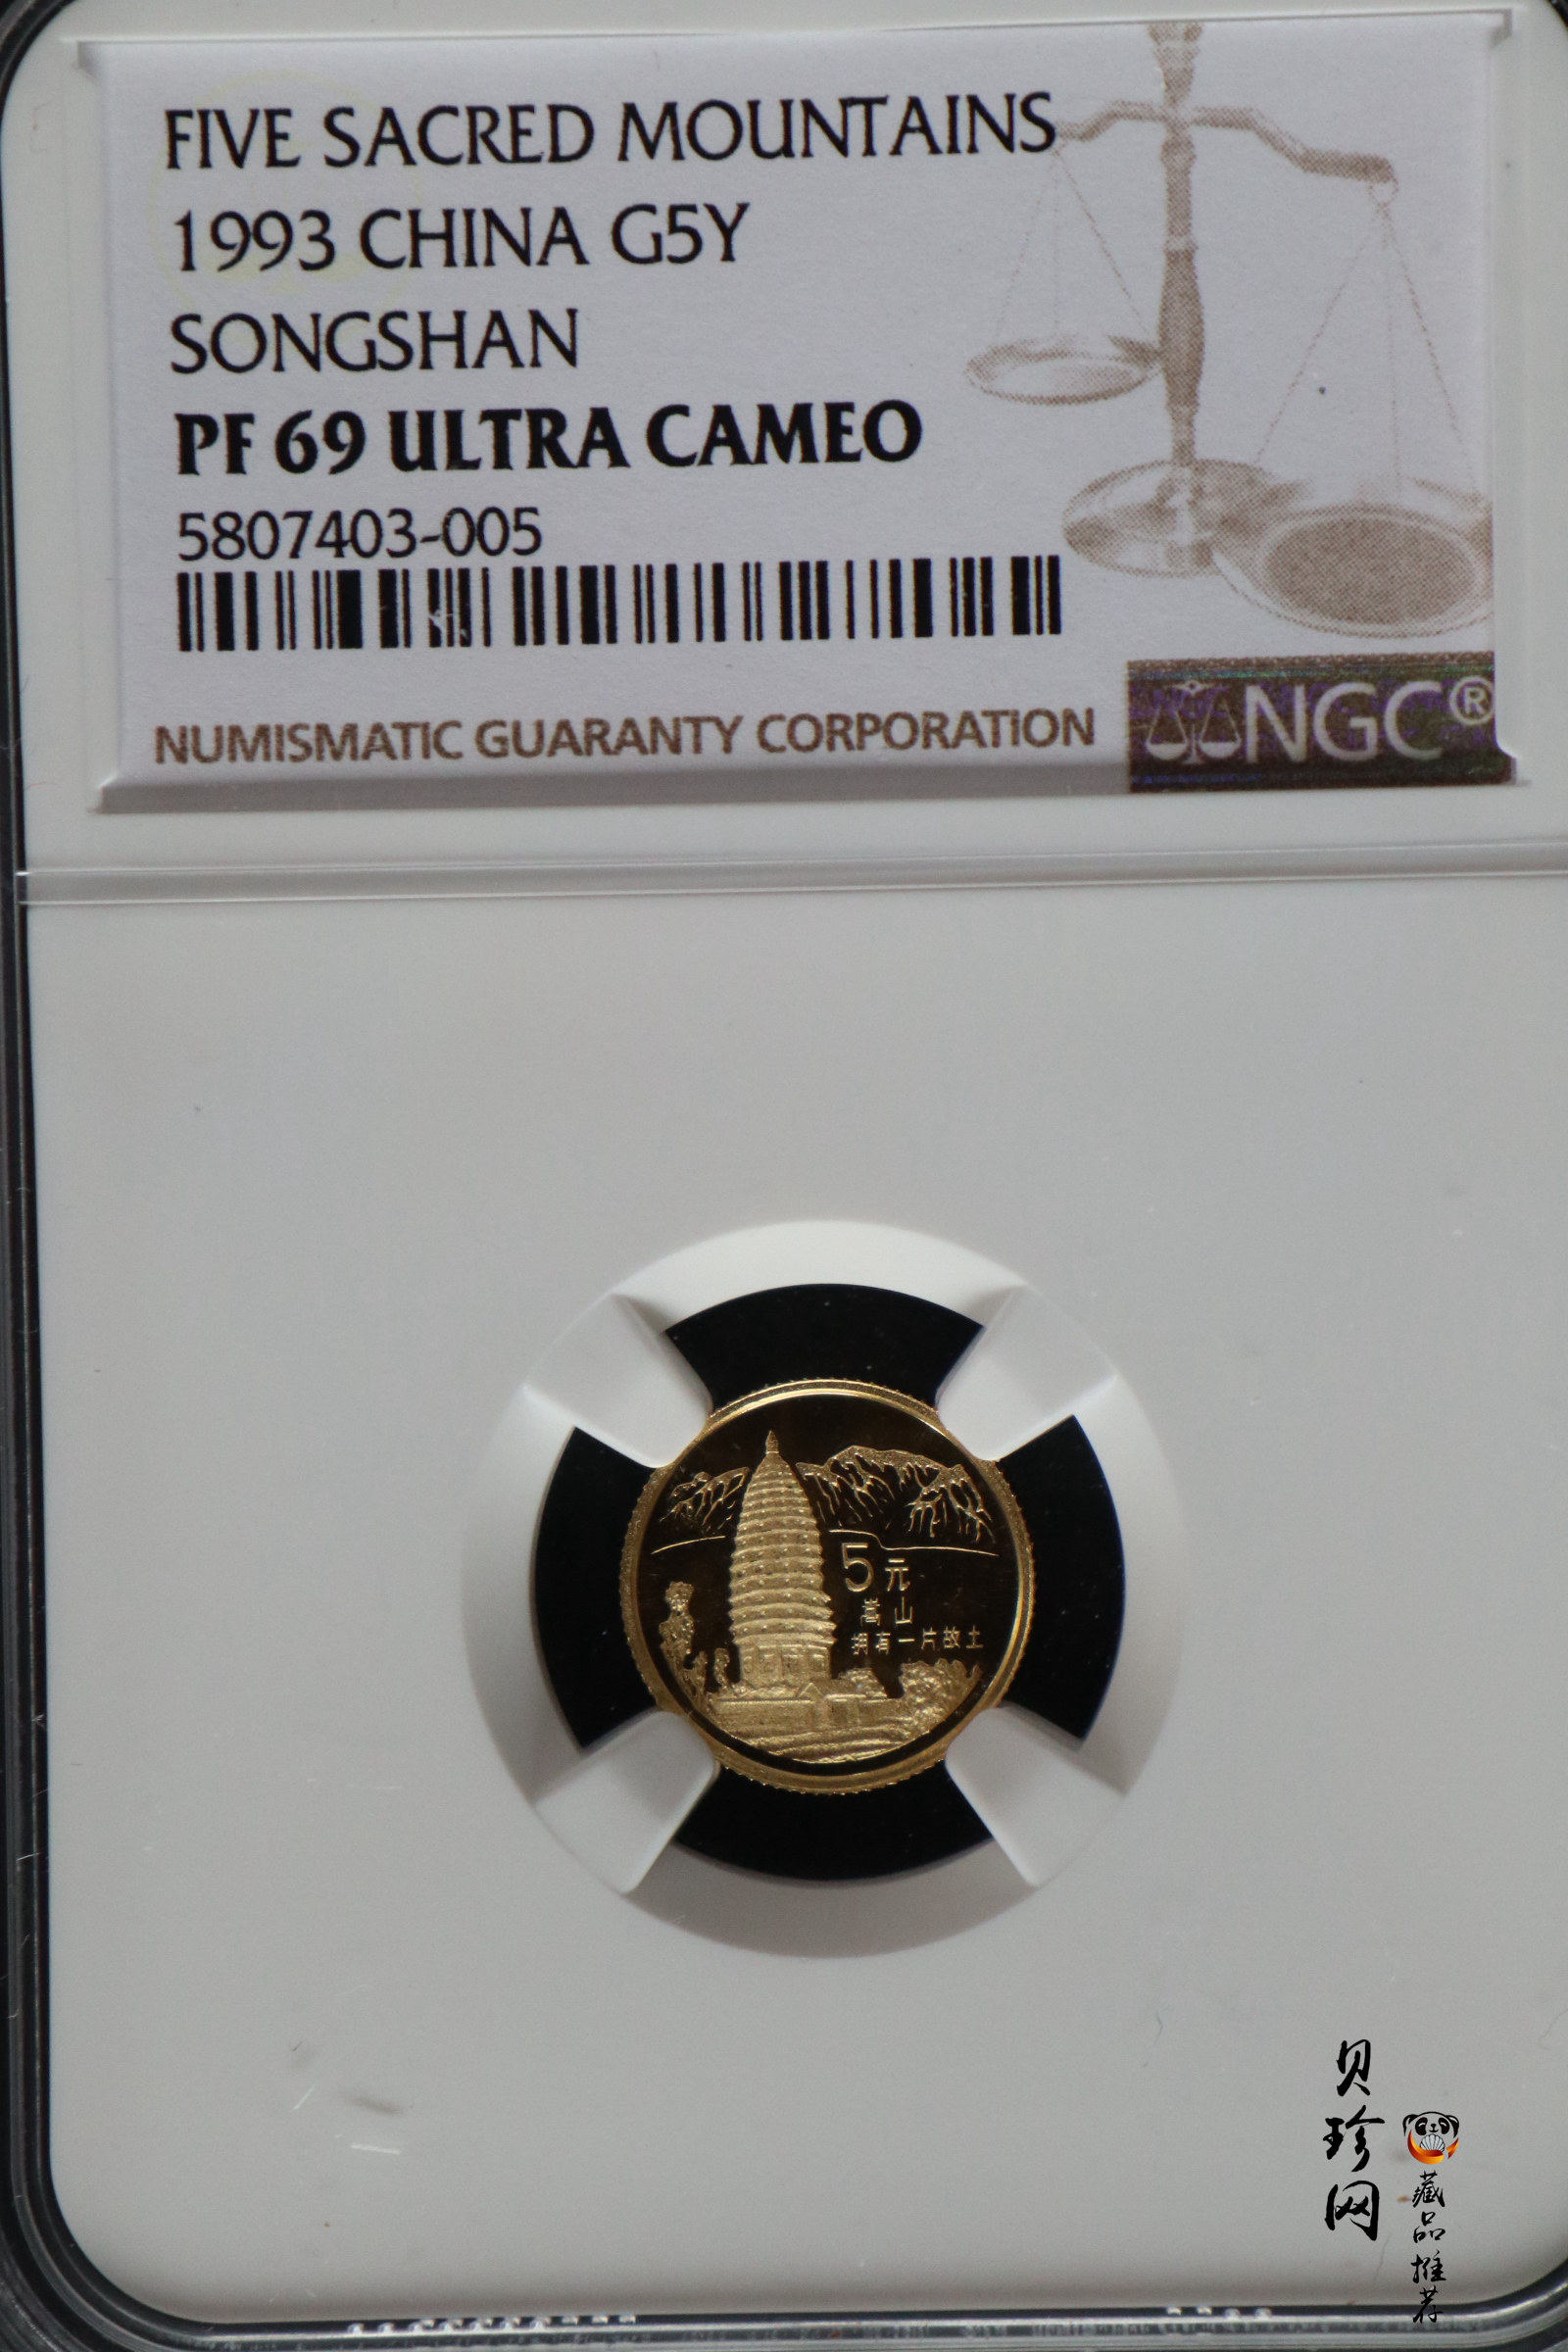 FIVE SACRED MOUNTAINS
1993 CHINA G5Y
SONGSHAN
PF 69 ULTRA CAMEO
5807403-005
NUMISMATIC GUARANTY CORPORATION
NGC®
5元
嵩山
拥有一片故土
贝珍网
藏品推荐